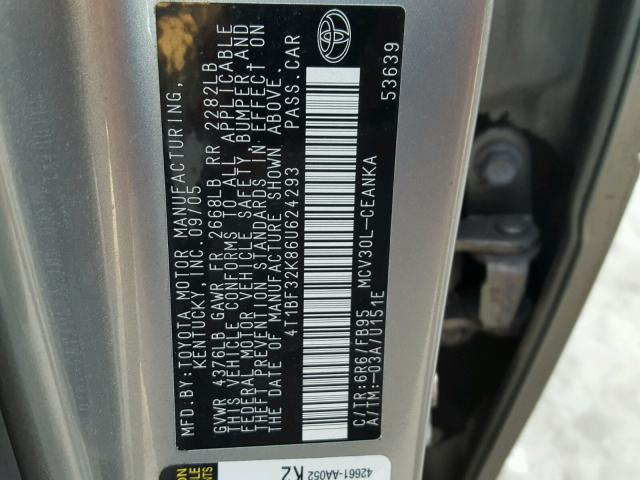 MFD.BY:TOYOTA MOTOR MANUFACTURING,
KENTUCKY, INC. 09/05
GVWR 4376LB GAWR FR 2668LB RR 2282LB
THIS VEHICLE CONFORMS TO ALL APPLICABLE
FEDERAL MOTOR VEHICLE SAFETY, BUMPER, AND
THEFT PREVENTION STANDARDS IN EFFECT ON
THE DATE OF MANUFACTURE SHOWN ABOVE.
4T1BF32K86U624293 PASS.CAR
C/TR:6R6/FB95 MCV30L-CEANKA
A/TM:-03A/U151E 53639
42661-AA052
KZ